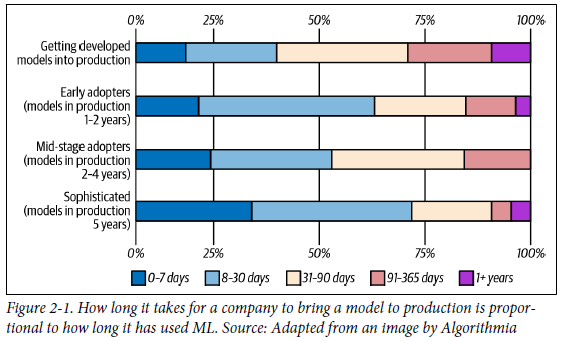 0% 25% 50% 75% 100%
Getting developed
models into production
Early adopters
(models in production
1-2 years)
Mid-stage adopters
(models in production
2-4 years)
Sophisticated
(models in production
5 years)
0% 25% 50% 75% 100%
0-7 days 8-30 days 31-90 days 91-365 days 1+ years
Figure 2-1. How long it takes for a company to bring a model to production is propor-
tional to how long it has used ML. Source: Adapted from an image by Algorithmia